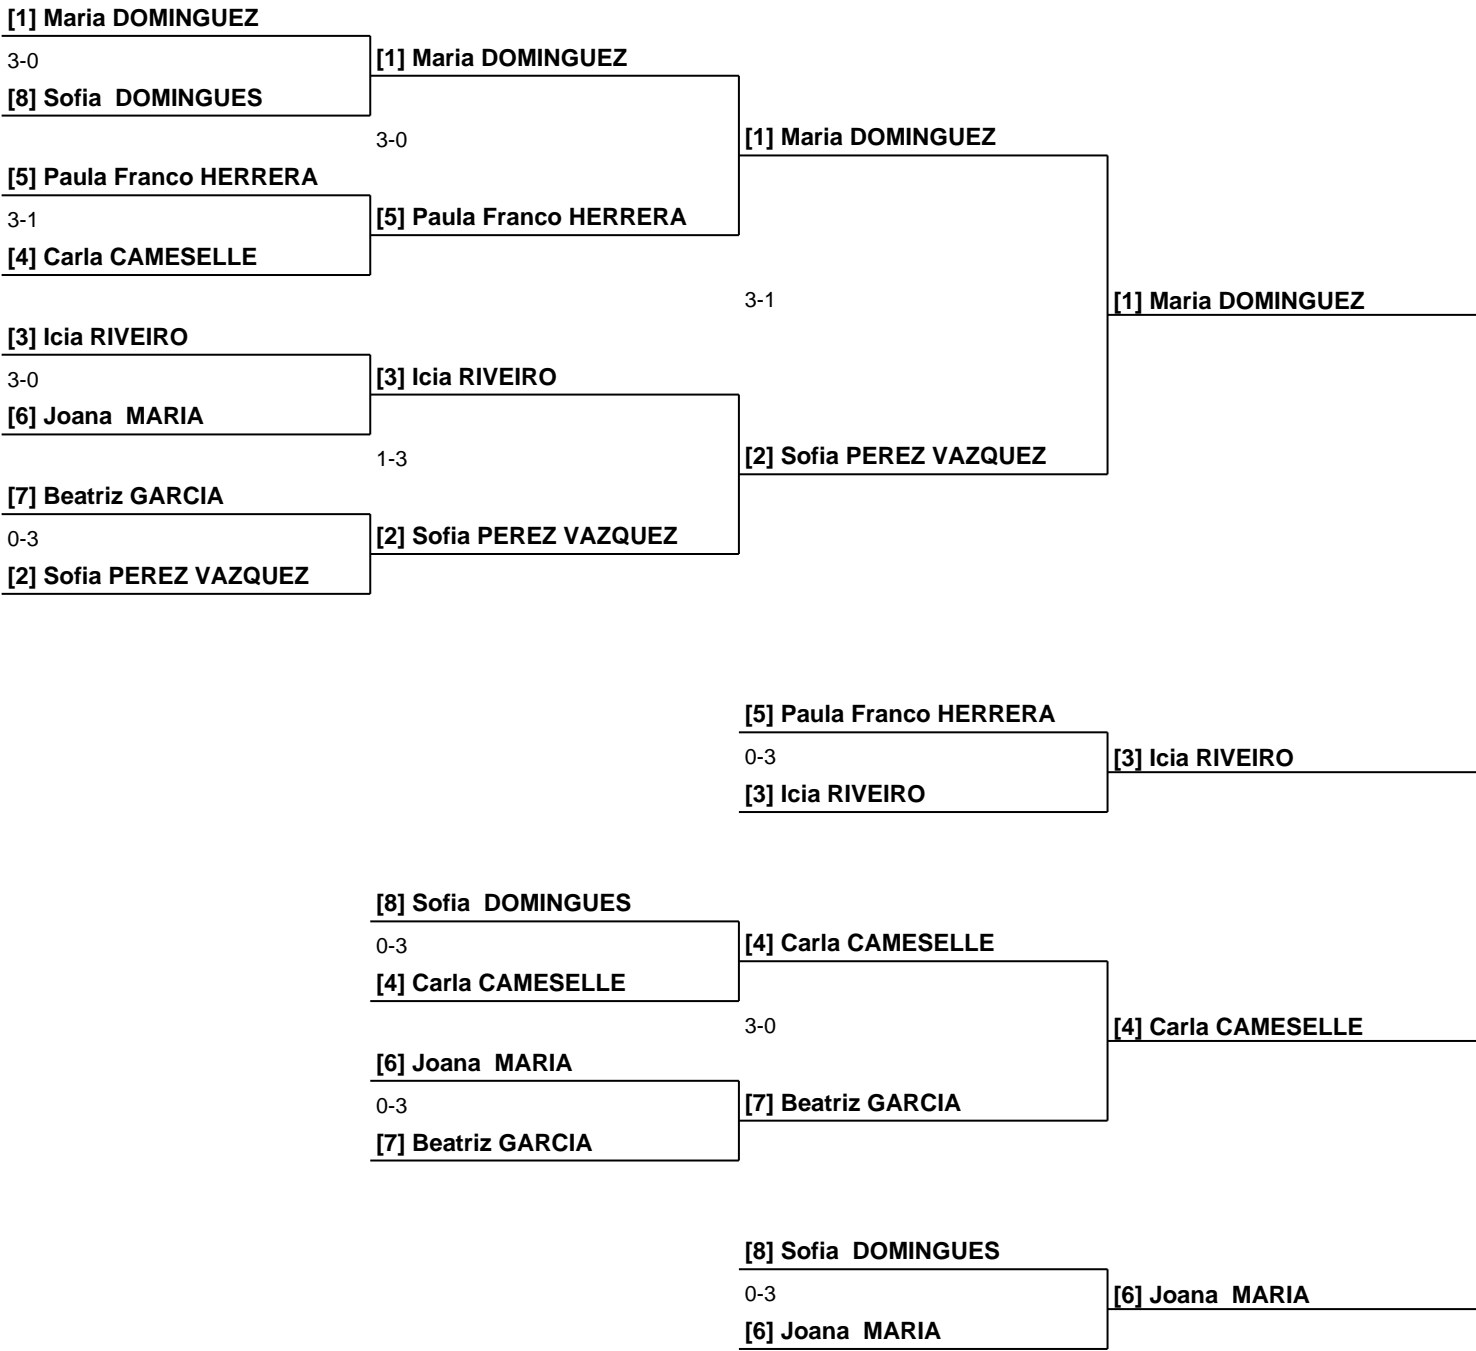 [1] Maria DOMINGUEZ
3-0
[1] Maria DOMINGUEZ
[8] Sofia  DOMINGUES
3-0
[1] Maria DOMINGUEZ
[5] Paula Franco HERRERA
3-1
[5] Paula Franco HERRERA
[4] Carla CAMESELLE
3-1
[1] Maria DOMINGUEZ
[3] Icia RIVEIRO
3-0
[3] Icia RIVEIRO
[6] Joana  MARIA
1-3
[2] Sofia PEREZ VAZQUEZ
[7] Beatriz GARCIA
0-3
[2] Sofia PEREZ VAZQUEZ
[2] Sofia PEREZ VAZQUEZ
[5] Paula Franco HERRERA
0-3
[3] Icia RIVEIRO
[3] Icia RIVEIRO
[8] Sofia  DOMINGUES
0-3
[4] Carla CAMESELLE
[4] Carla CAMESELLE
3-0
[4] Carla CAMESELLE
[6] Joana  MARIA
0-3
[7] Beatriz GARCIA
[7] Beatriz GARCIA
[8] Sofia  DOMINGUES
0-3
[6] Joana  MARIA
[6] Joana  MARIA